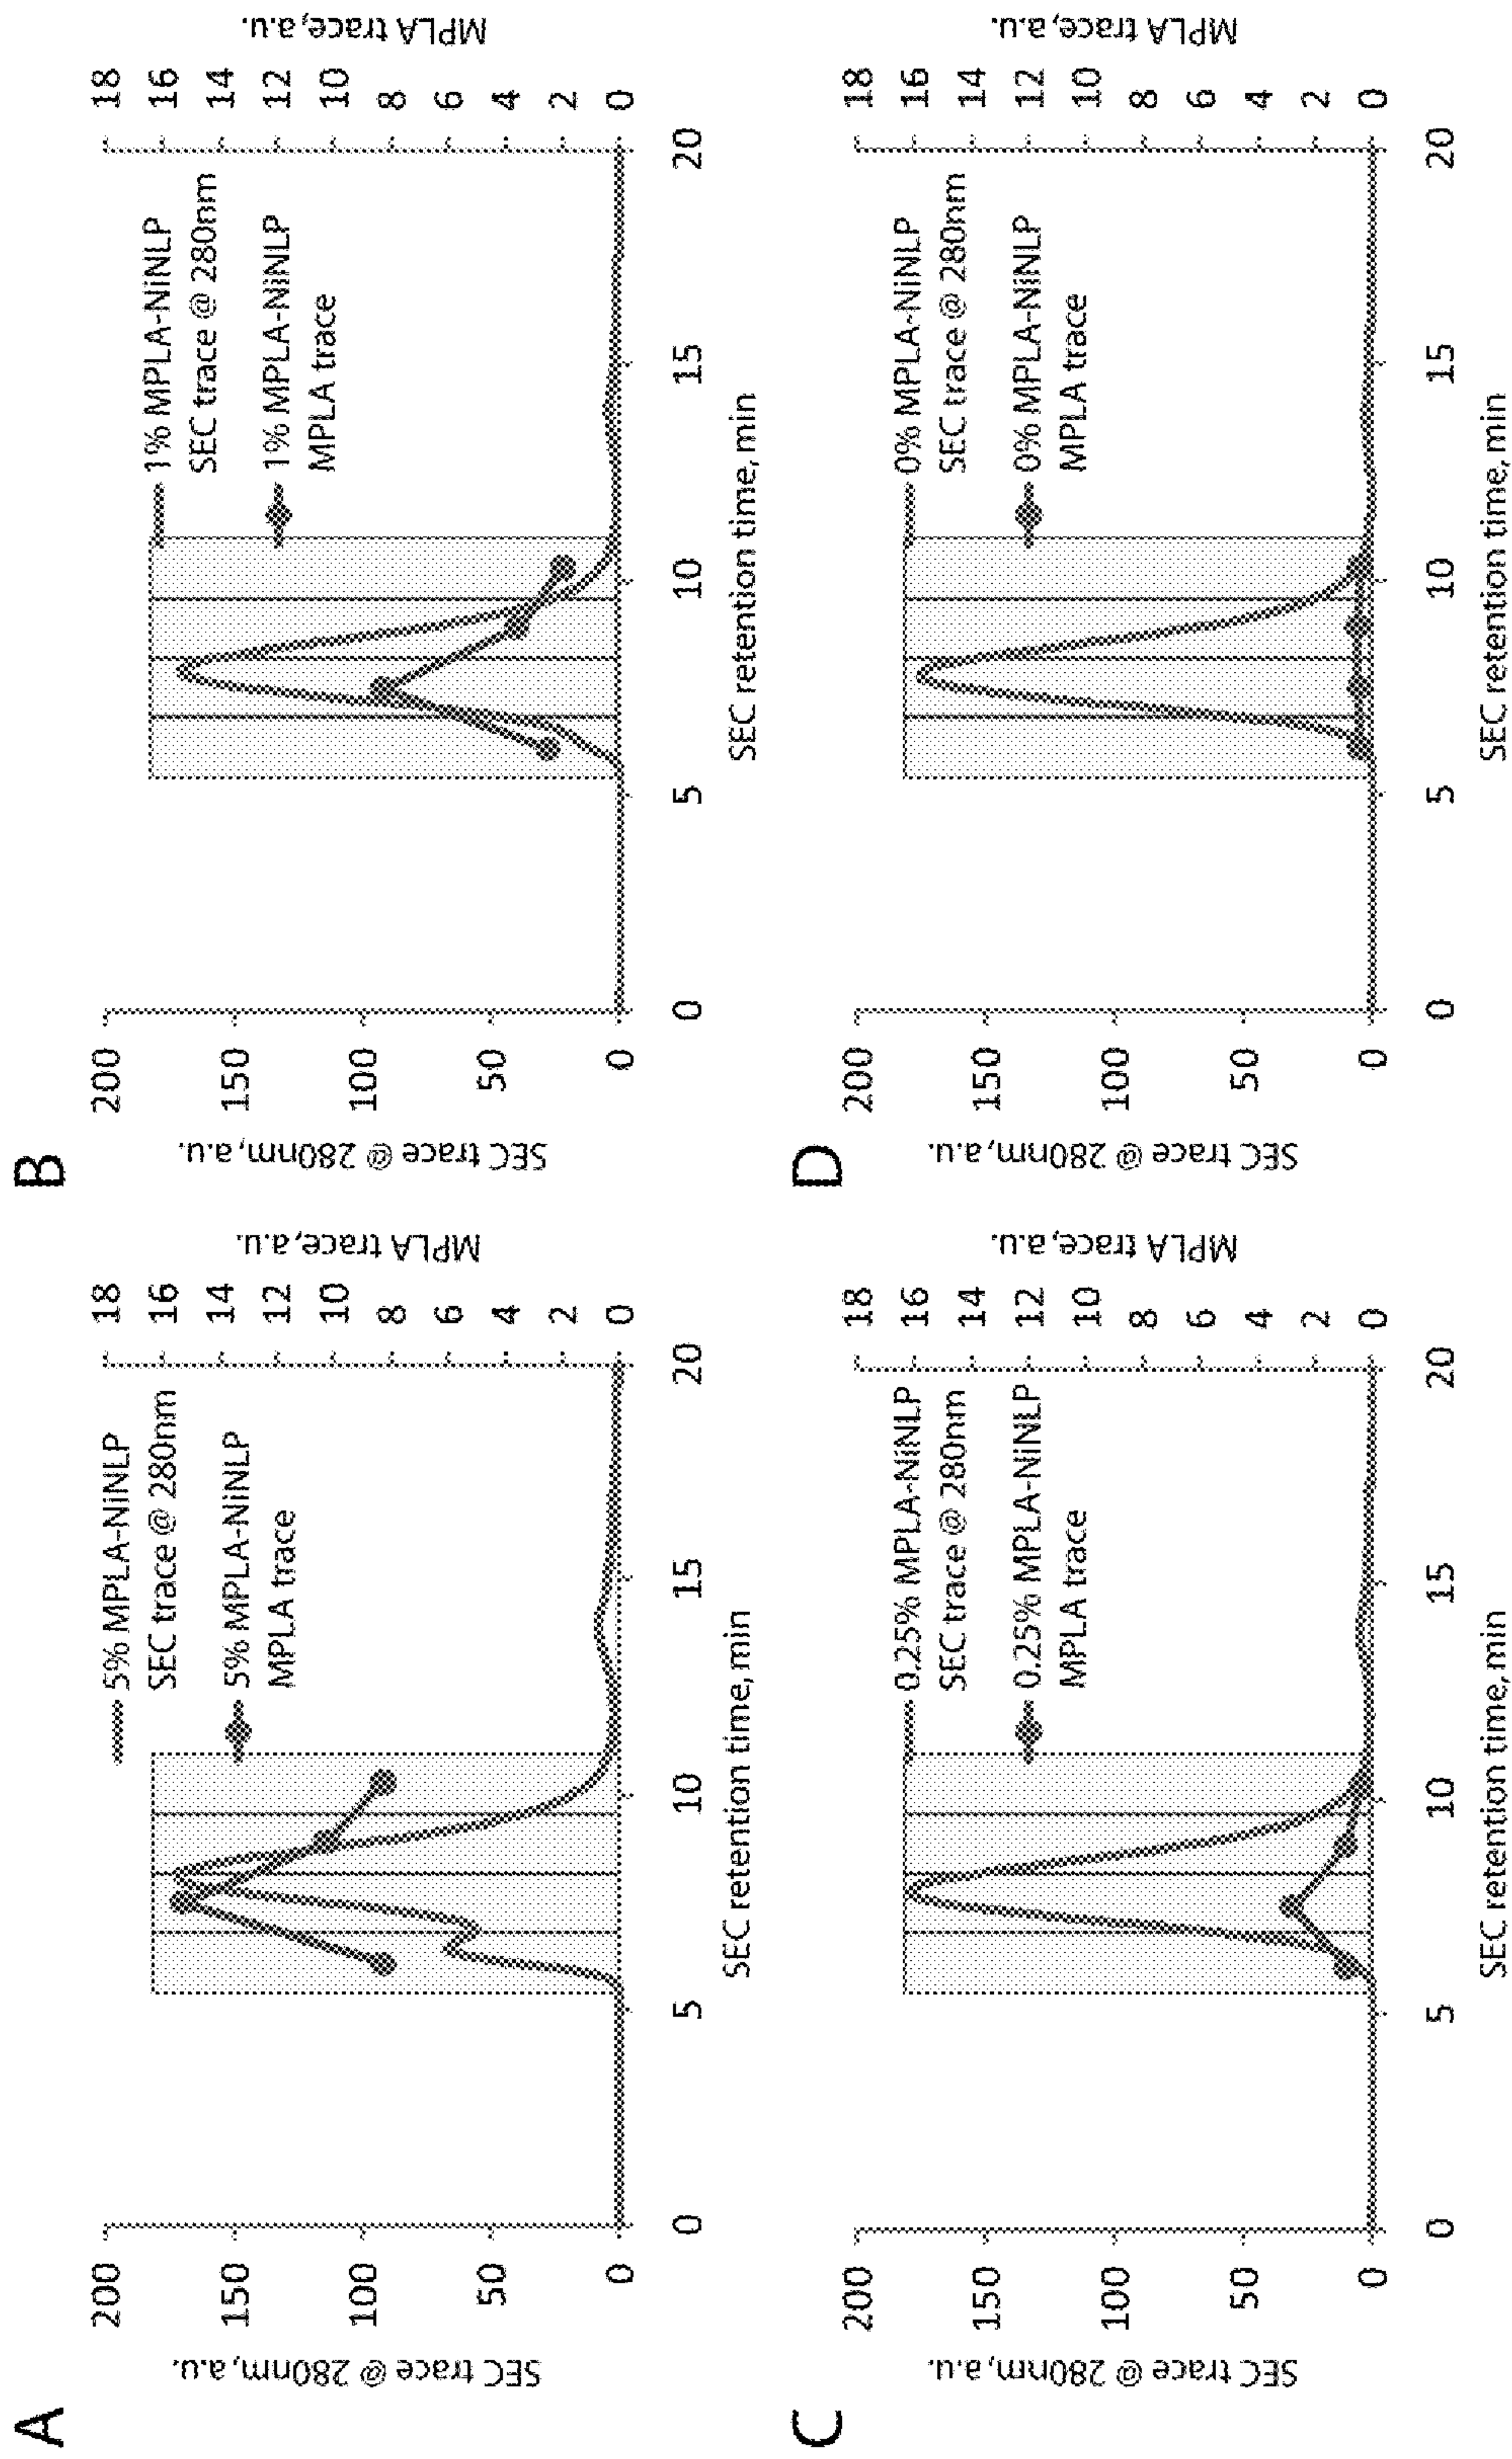 A
SEC trace @ 280nm, a.u.
200
150
100
50
0
0
5
10
15
20
SEC retention time, min
18
16
14
12
10
8
6
4
2
0
MPLA trace, a.u.
5% MPLA-NiNLP
SEC trace @ 280nm
5% MPLA-NiNLP
MPLA trace
B
SEC trace @ 280nm, a.u.
200
150
100
50
0
0
5
10
15
20
SEC retention time, min
18
16
14
12
10
8
6
4
2
0
MPLA trace, a.u.
1% MPLA-NiNLP
SEC trace @ 280nm
1% MPLA-NiNLP
MPLA trace
C
SEC trace @ 280nm, a.u.
200
150
100
50
0
0
5
10
15
20
SEC retention time, min
18
16
14
12
10
8
6
4
2
0
MPLA trace, a.u.
0.25% MPLA-NiNLP
SEC trace @ 280nm
0.25% MPLA-NiNLP
MPLA trace
D
SEC trace @ 280nm, a.u.
200
150
100
50
0
0
5
10
15
20
SEC retention time, min
18
16
14
12
10
8
6
4
2
0
MPLA trace, a.u.
0% MPLA-NiNLP
SEC trace @ 280nm
0% MPLA-NiNLP
MPLA trace